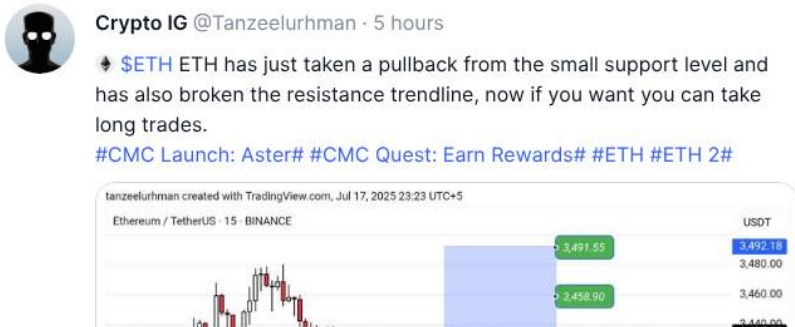 Crypto IG @Tanzeelurhman · 5 hours
$ETH ETH has just taken a pullback from the small support level and
has also broken the resistance trendline, now if you want you can take
long trades.
#CMC Launch: Aster# #CMC Quest: Earn Rewards# #ETH #ETH 2#
tanzeelurhman created with TradingView.com, Jul 17, 2025 23:23 UTC+5
Ethereum / TetherUS · 15 · BINANCE
USDT
3,491.55
3,492.18
3,480.00
3,458.90
3,460.00
3,440.00